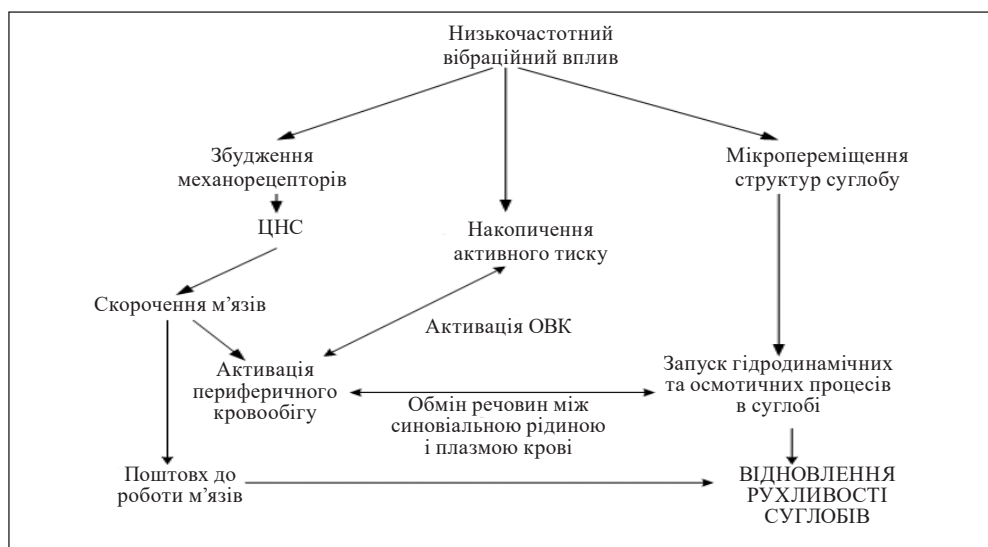 Низькочастотний
вібраційний вплив
Збудження
механорецепторів
Мікропереміщення
структур суглобу
ЦНС
Накопичення
активного тиску
Скорочення м’язів
Активація ОВК
Активація
периферичного
кровообігу
Запуск гідродинамічних
та осмотичних процесів
в суглобі
Обмін речовин між
синовіальною рідиною
і плазмою крові
Поштовх до
роботи м’язів
ВІДНОВЛЕННЯ
РУХЛИВОСТІ
СУГЛОБІВ